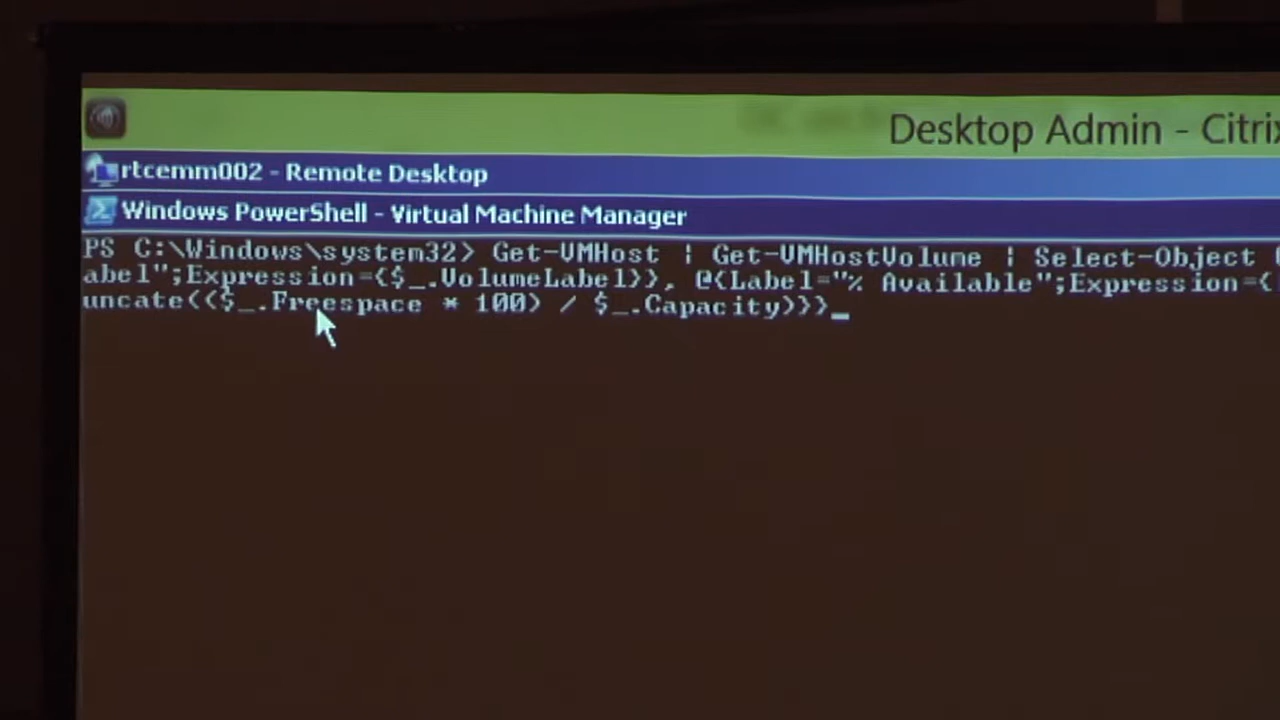 Desktop Admin - Citrix
rtcemm002 - Remote Desktop
Windows PowerShell - Virtual Machine Manager
PS C:\Windows\system32> Get-VMHost | Get-VMHostVolume | Select-Object
abel";Expression={$_.VolumeLabel}}, @{Label="% Available";Expression={
uncate(($_.Freespace * 100) / $_.Capacity)}}